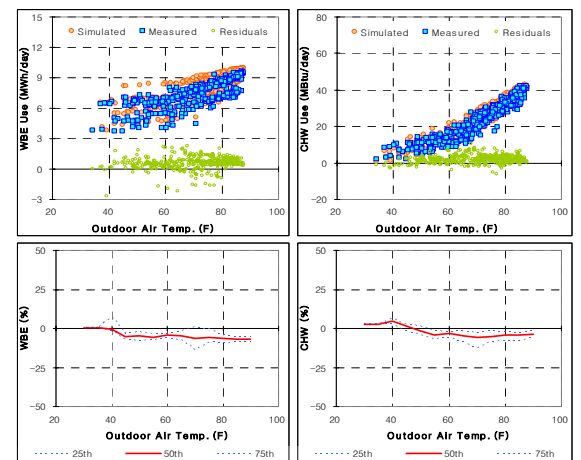 15
12
9
6
3
0
−3
WBE Use (MWh/day)
Simulated Measured Residuals
20 40 60 80 100
Outdoor Air Temp. (F)
80
60
40
20
0
−20
CHW Use (MBtu/day)
Simulated Measured Residuals
20 40 60 80 100
Outdoor Air Temp. (F)
50
25
0
−25
−50
WBE (%)
20 40 60 80 100
Outdoor Air Temp. (F)
25th 50th 75th
50
25
0
−25
−50
CHW (%)
20 40 60 80 100
Outdoor Air Temp. (F)
25th 50th 75th